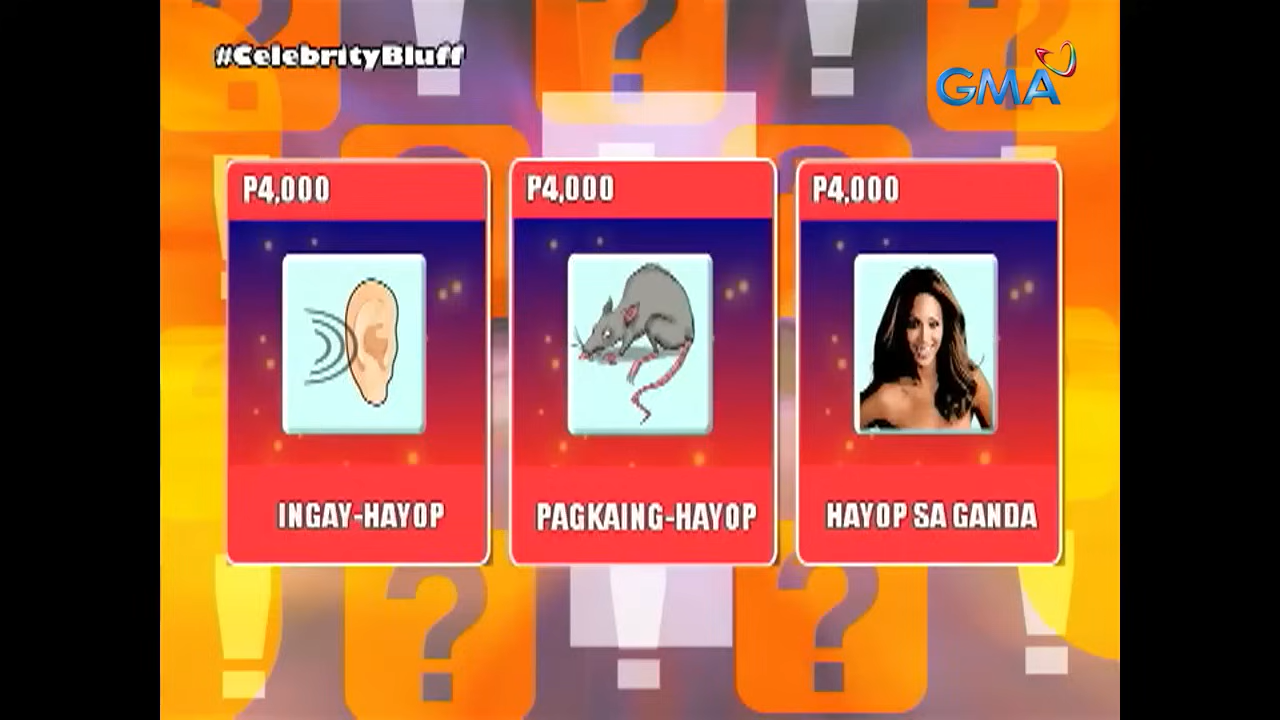 #CelebrityBluff
GMA
P4,000
P4,000
P4,000
INGAY-HAYOP
PAGKAING-HAYOP
HAYOP SA GANDA